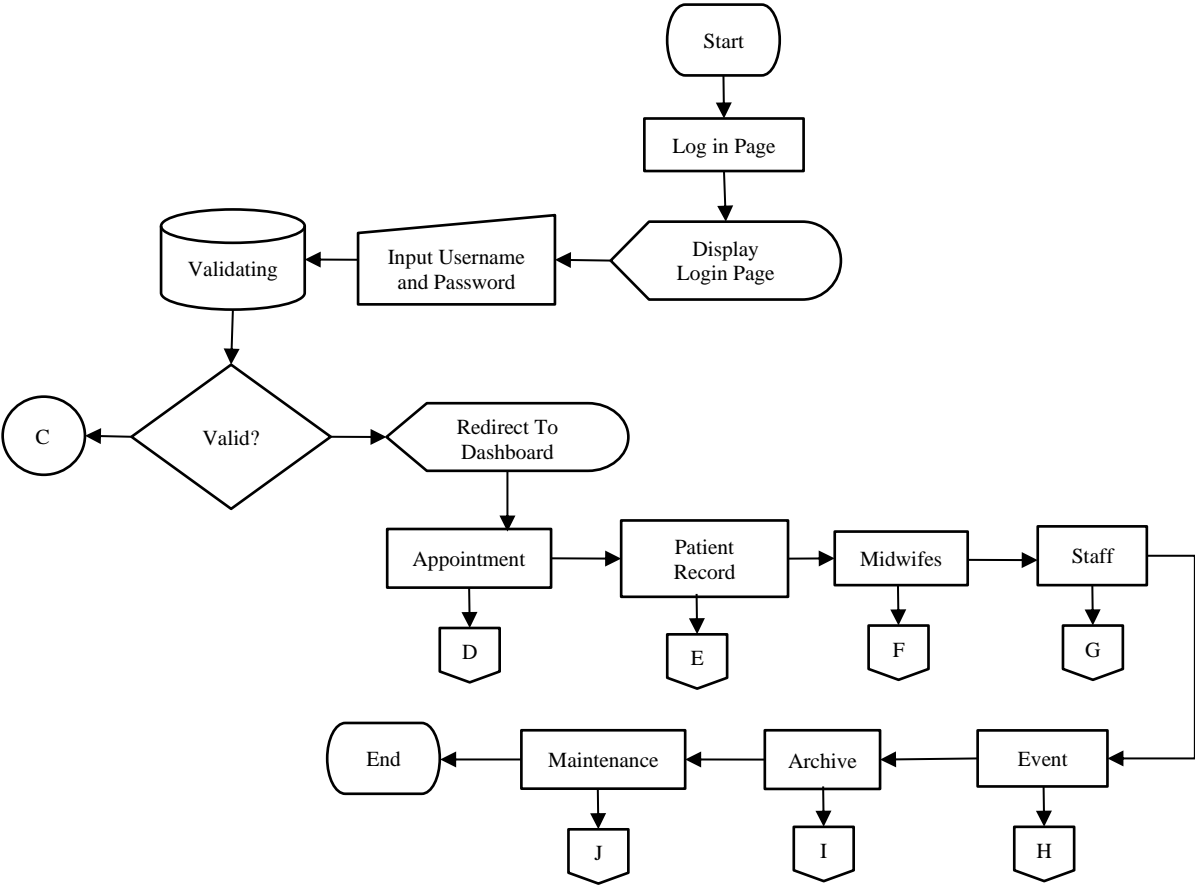 Start
Log in Page
Display
Login Page
Input Username
and Password
Validating
C
Valid?
Redirect To
Dashboard
Appointment
Patient
Record
Midwifes
Staff
D
E
F
G
End
Maintenance
Archive
Event
J
I
H